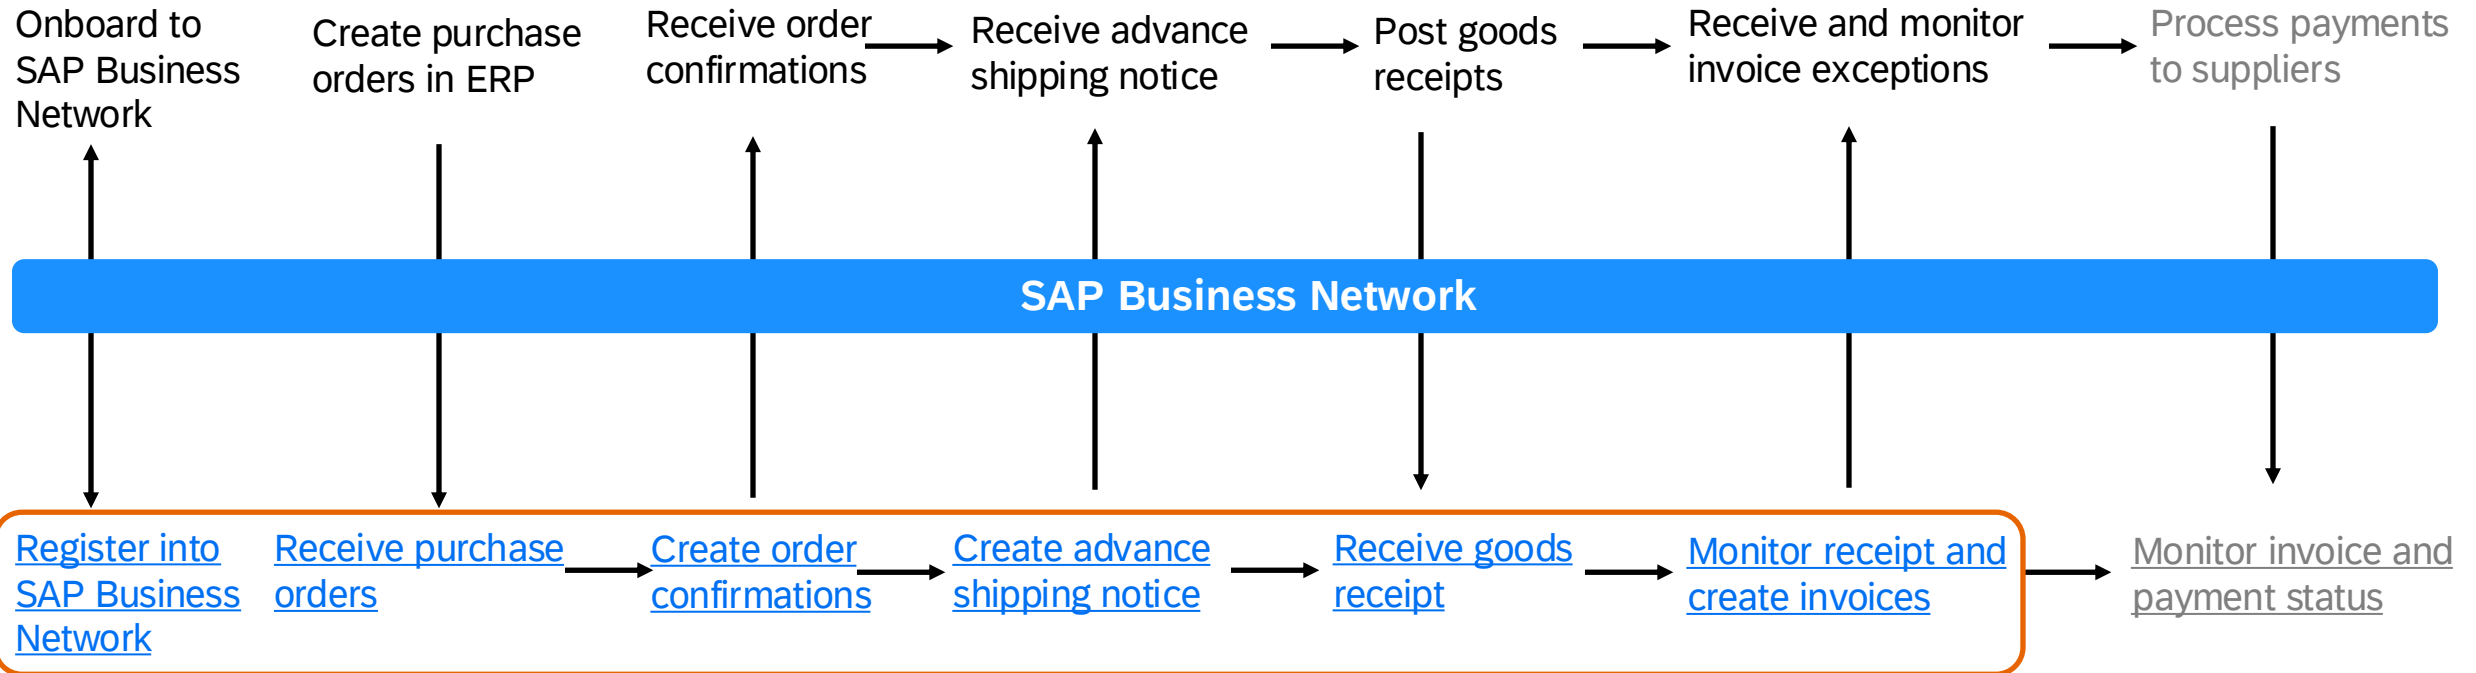 Onboard to
SAP Business
Network
Create purchase
orders in ERP
Receive order
confirmations
Receive advance
shipping notice
Post goods
receipts
Receive and monitor
invoice exceptions
Process payments
to suppliers
SAP Business Network
Register into
SAP Business
Network
Receive purchase
orders
Create order
confirmations
Create advance
shipping notice
Receive goods
receipt
Monitor receipt and
create invoices
Monitor invoice and
payment status